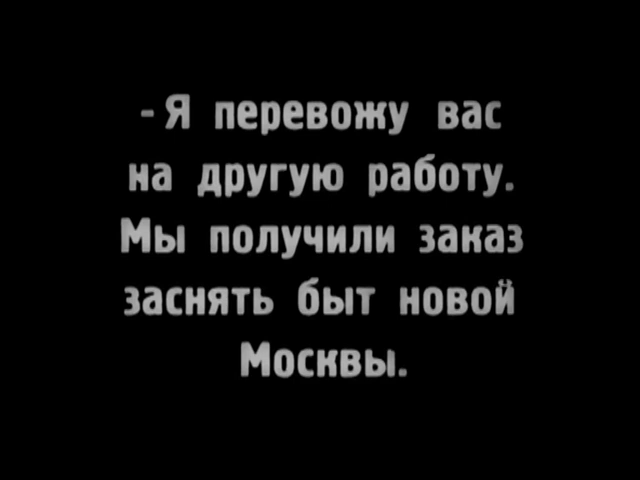 - Я перевожу вас
на другую работу.
Мы получили заказ
заснять быт новой
Москвы.